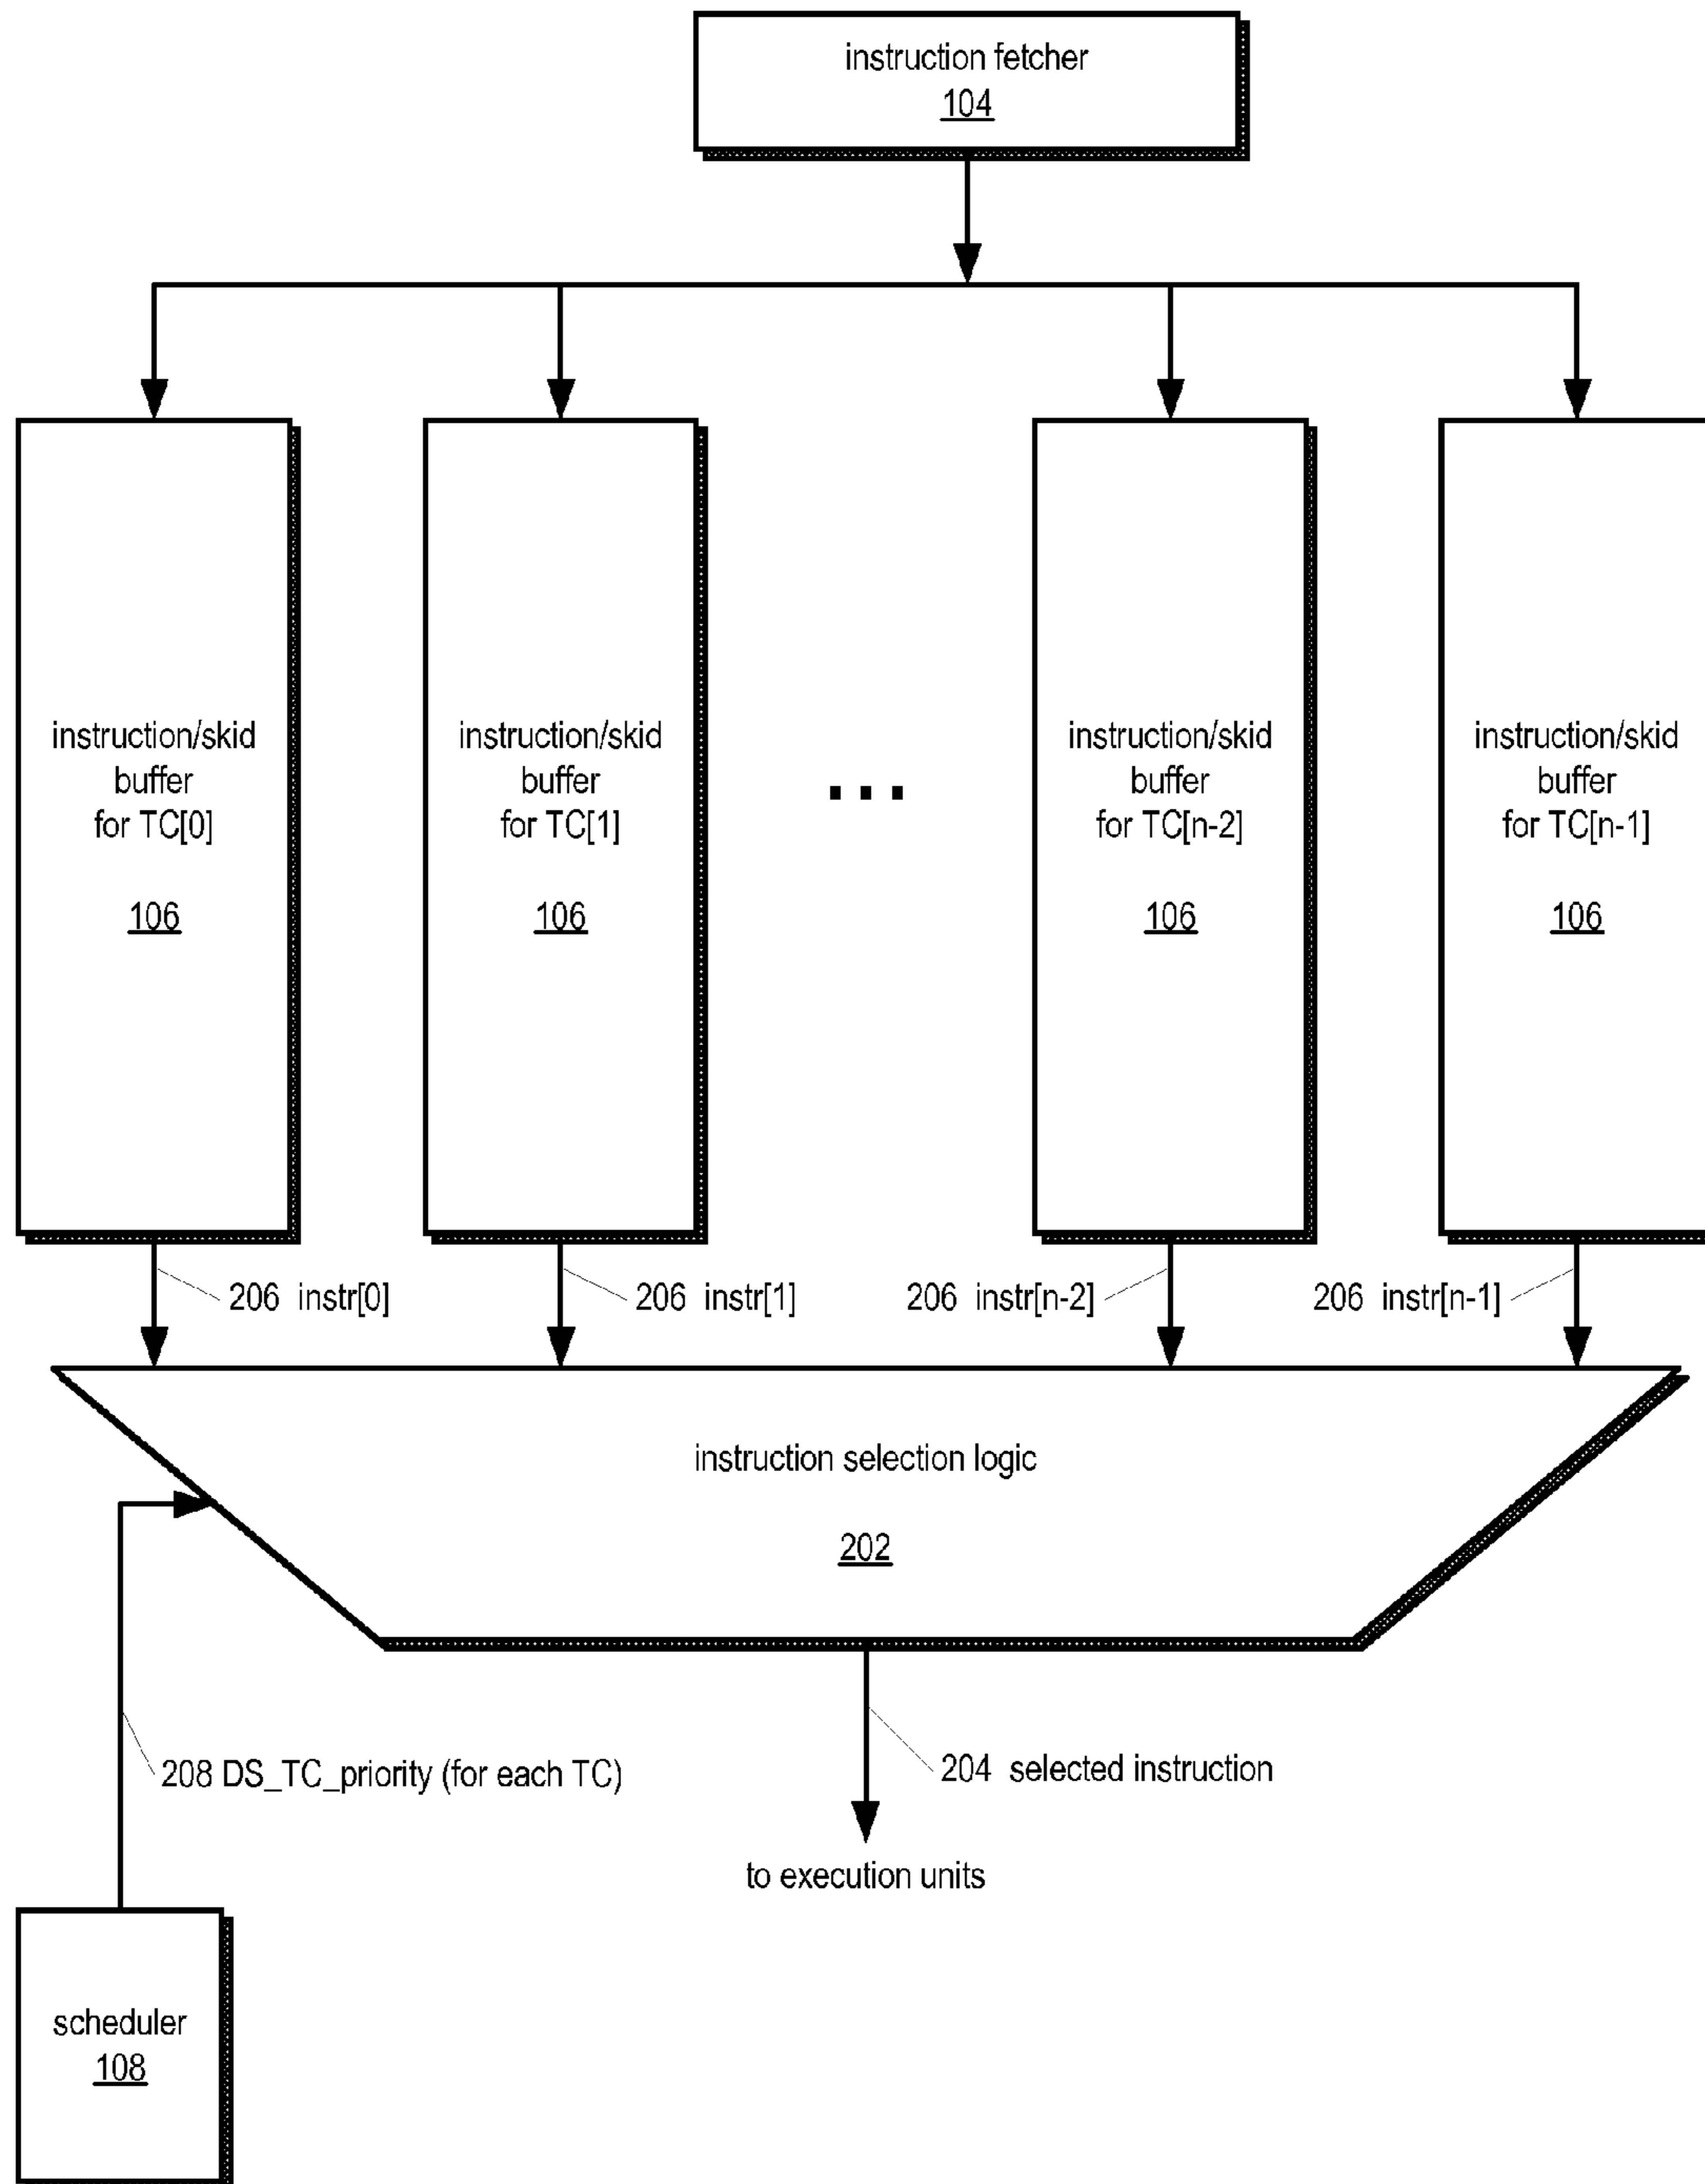 instruction fetcher
104
instruction/skid
buffer
for TC[0]
106
instruction/skid
buffer
for TC[1]
106
...
instruction/skid
buffer
for TC[n-2]
106
instruction/skid
buffer
for TC[n-1]
106
206 instr[0]
206 instr[1]
206 instr[n-2]
206 instr[n-1]
instruction selection logic
202
208 DS_TC_priority (for each TC)
204 selected instruction
to execution units
scheduler
108